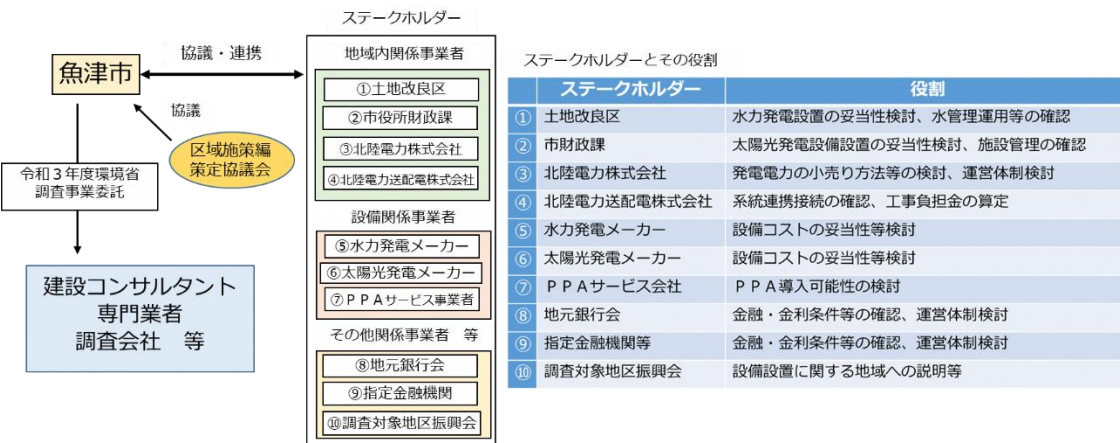 ステークホルダー
魚津市
協議・連携
協議
区域施策編
策定協議会
令和3年度環境省
調査事業委託
建設コンサルタント
専門業者
調査会社 等
地域内関係事業者
①土地改良区
②市役所財政課
③北陸電力株式会社
④北陸電力送配電株式会社
設備関係事業者
⑤水力発電メーカー
⑥太陽光発電メーカー
⑦ＰＰＡサービス事業者
その他関係事業者 等
⑧地元銀行会
⑨指定金融機関
⑩調査対象地区振興会
ステークホルダーとその役割
ステークホルダー 役割
① 土地改良区 水力発電設置の妥当性検討、水管理運用等の確認
② 市財政課 太陽光発電設備設置の妥当性検討、施設管理の確認
③ 北陸電力株式会社 発電電力の小売り方法等の検討、運営体制検討
④ 北陸電力送配電株式会社 系統連携接続の確認、工事負担金の算定
⑤ 水力発電メーカー 設備コストの妥当性等検討
⑥ 太陽光発電メーカー 設備コストの妥当性等検討
⑦ ＰＰＡサービス会社 ＰＰＡ導入可能性の検討
⑧ 地元銀行会 金融・金利条件等の確認、運営体制検討
⑨ 指定金融機関等 金融・金利条件等の確認、運営体制検討
⑩ 調査対象地区振興会 設備設置に関する地域への説明等